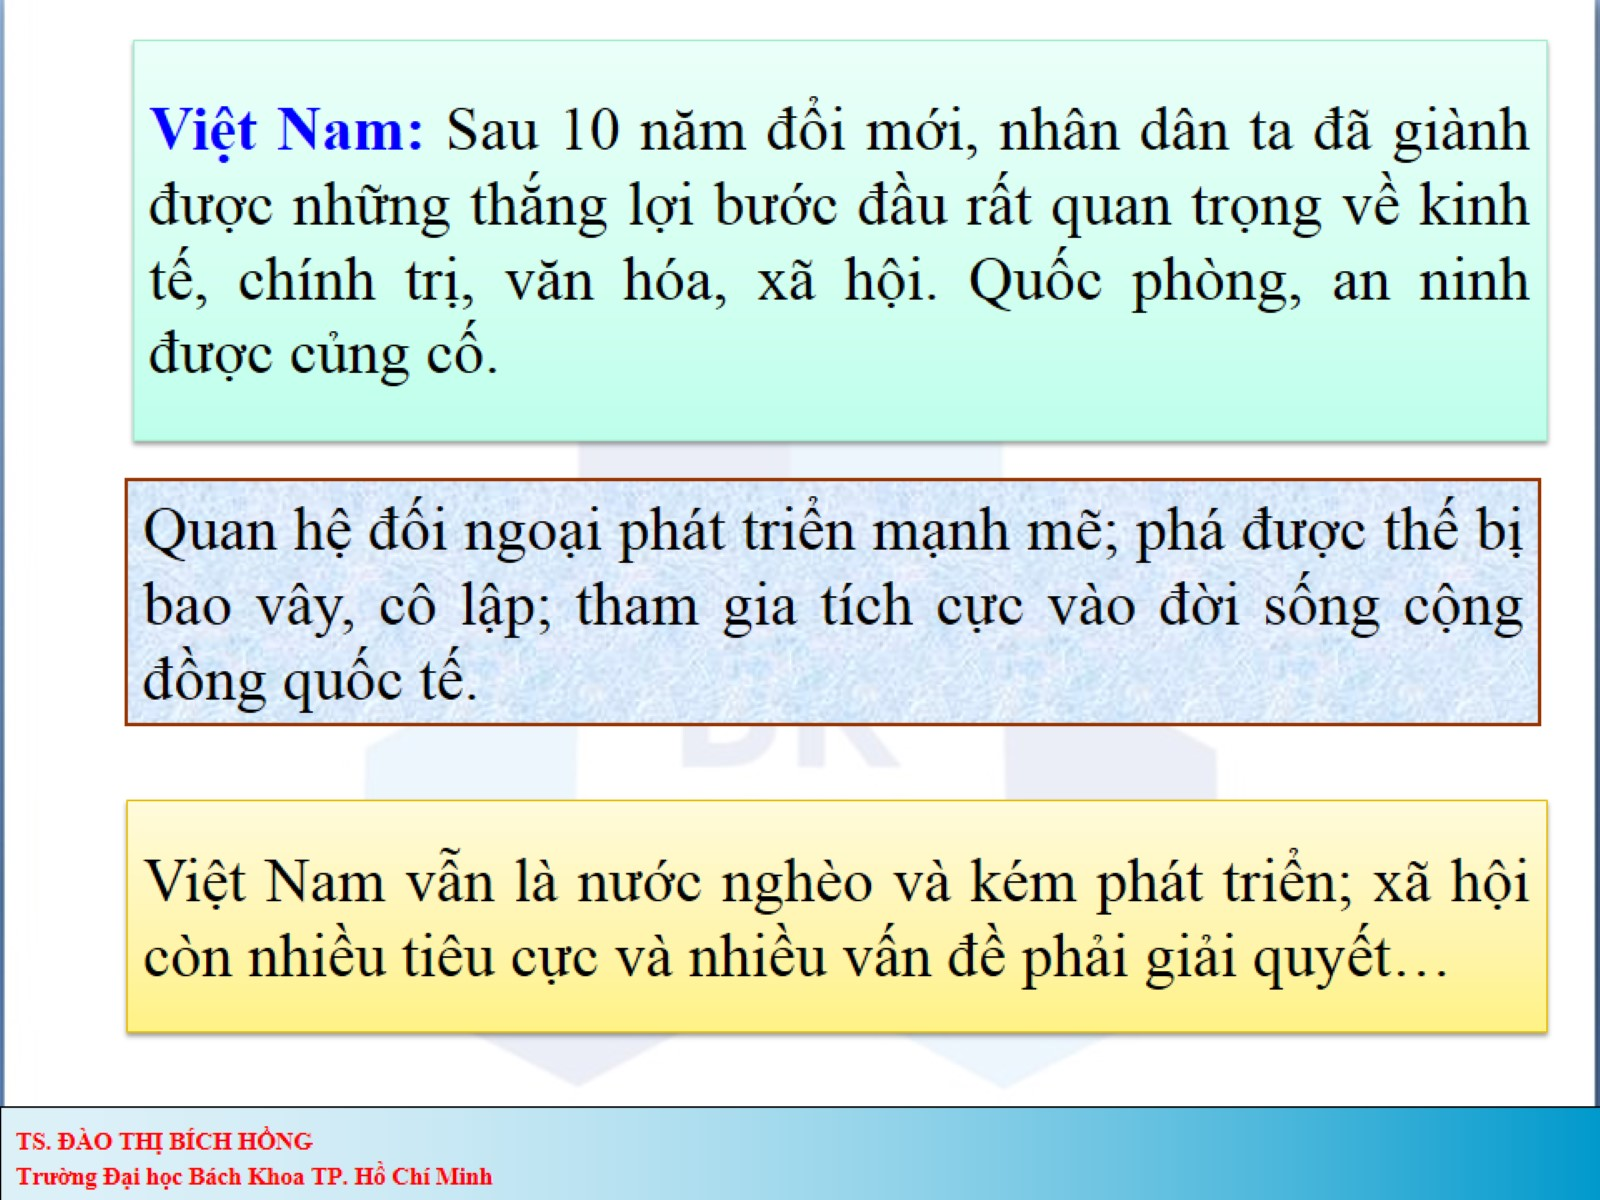 Việt Nam: Sau 10 năm đổi mới, nhân dân ta đã giành
được những thắng lợi bước đầu rất quan trọng về kinh
tế, chính trị, văn hóa, xã hội. Quốc phòng, an ninh
được củng cố.
Quan hệ đối ngoại phát triển mạnh mẽ; phá được thế bị
bao vây, cô lập; tham gia tích cực vào đời sống cộng
đồng quốc tế.
BK
Việt Nam vẫn là nước nghèo và kém phát triển; xã hội
còn nhiều tiêu cực và nhiều vấn đề phải giải quyết…
TS. ĐÀO THỊ BÍCH HỒNG
Trường Đại học Bách Khoa TP. Hồ Chí Minh